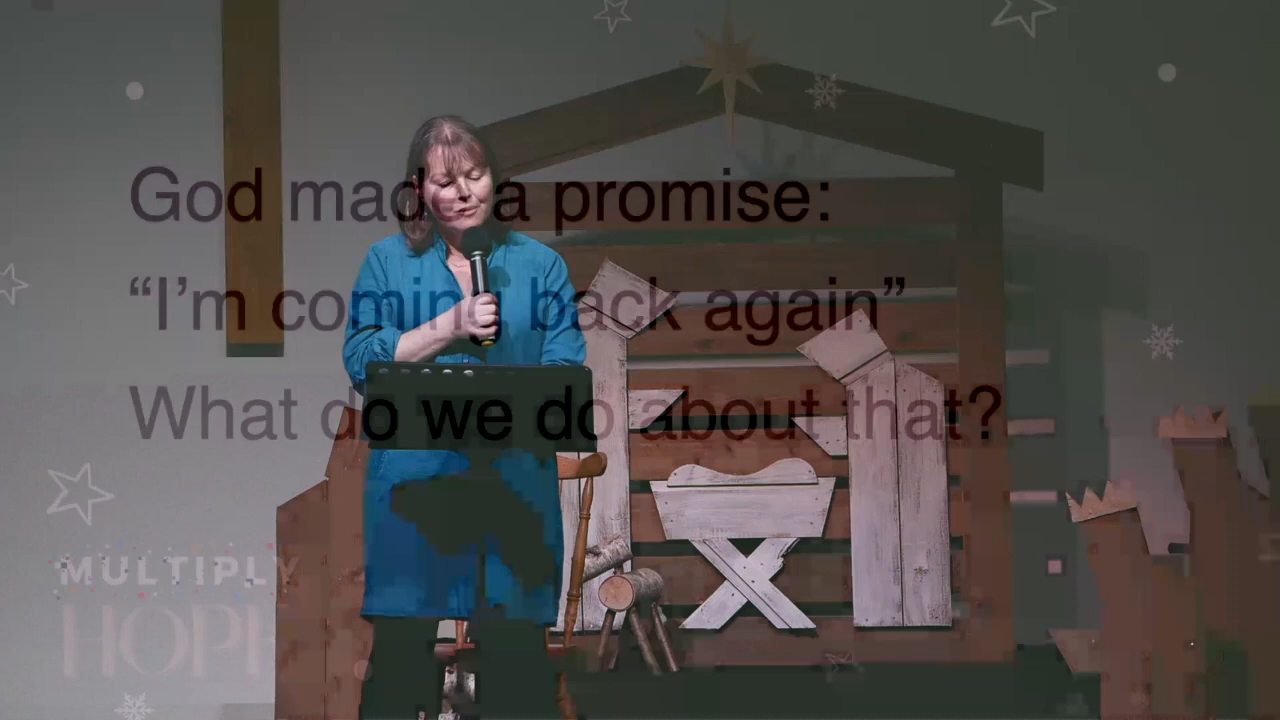 God made a promise:
“I’m coming back again”
What do we do about that?
MULTIPLY
HOPE